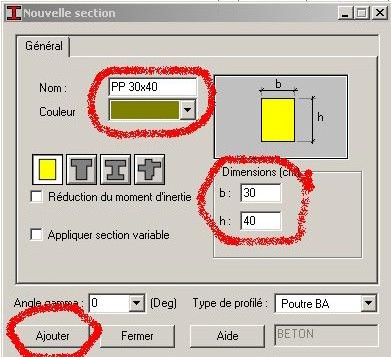 Nouvelle section
Général
Nom :
PP 30x40
Couleur
b
h
Dimensions (cm)
b :
30
h :
40
Réduction du moment d'inertie
Appliquer section variable
Angle gamma :
0
(Deg)
Type de profilé :
Poutre BA
Ajouter
Fermer
Aide
BETON